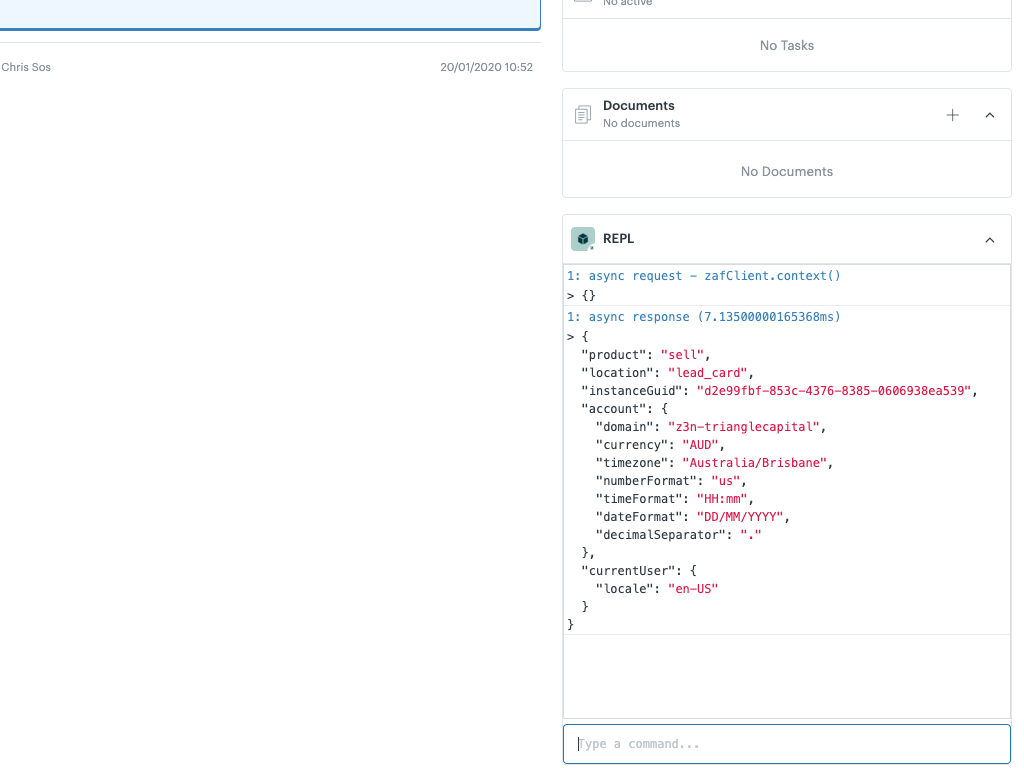 No active
No Tasks
Chris Sos
20/01/2020 10:52
Documents
No documents
No Documents
REPL
1: async request - zafClient.context()
> {}
1: async response (7.13500000165368ms)
> {
  "product": "sell",
  "location": "lead_card",
  "instanceGuid": "d2e99fbf-853c-4376-8385-0606938ea539",
  "account": {
    "domain": "z3n-trianglecapital",
    "currency": "AUD",
    "timezone": "Australia/Brisbane",
    "numberFormat": "us",
    "timeFormat": "HH:mm",
    "dateFormat": "DD/MM/YYYY",
    "decimalSeparator": "."
  },
  "currentUser": {
    "locale": "en-US"
  }
}
Type a command...